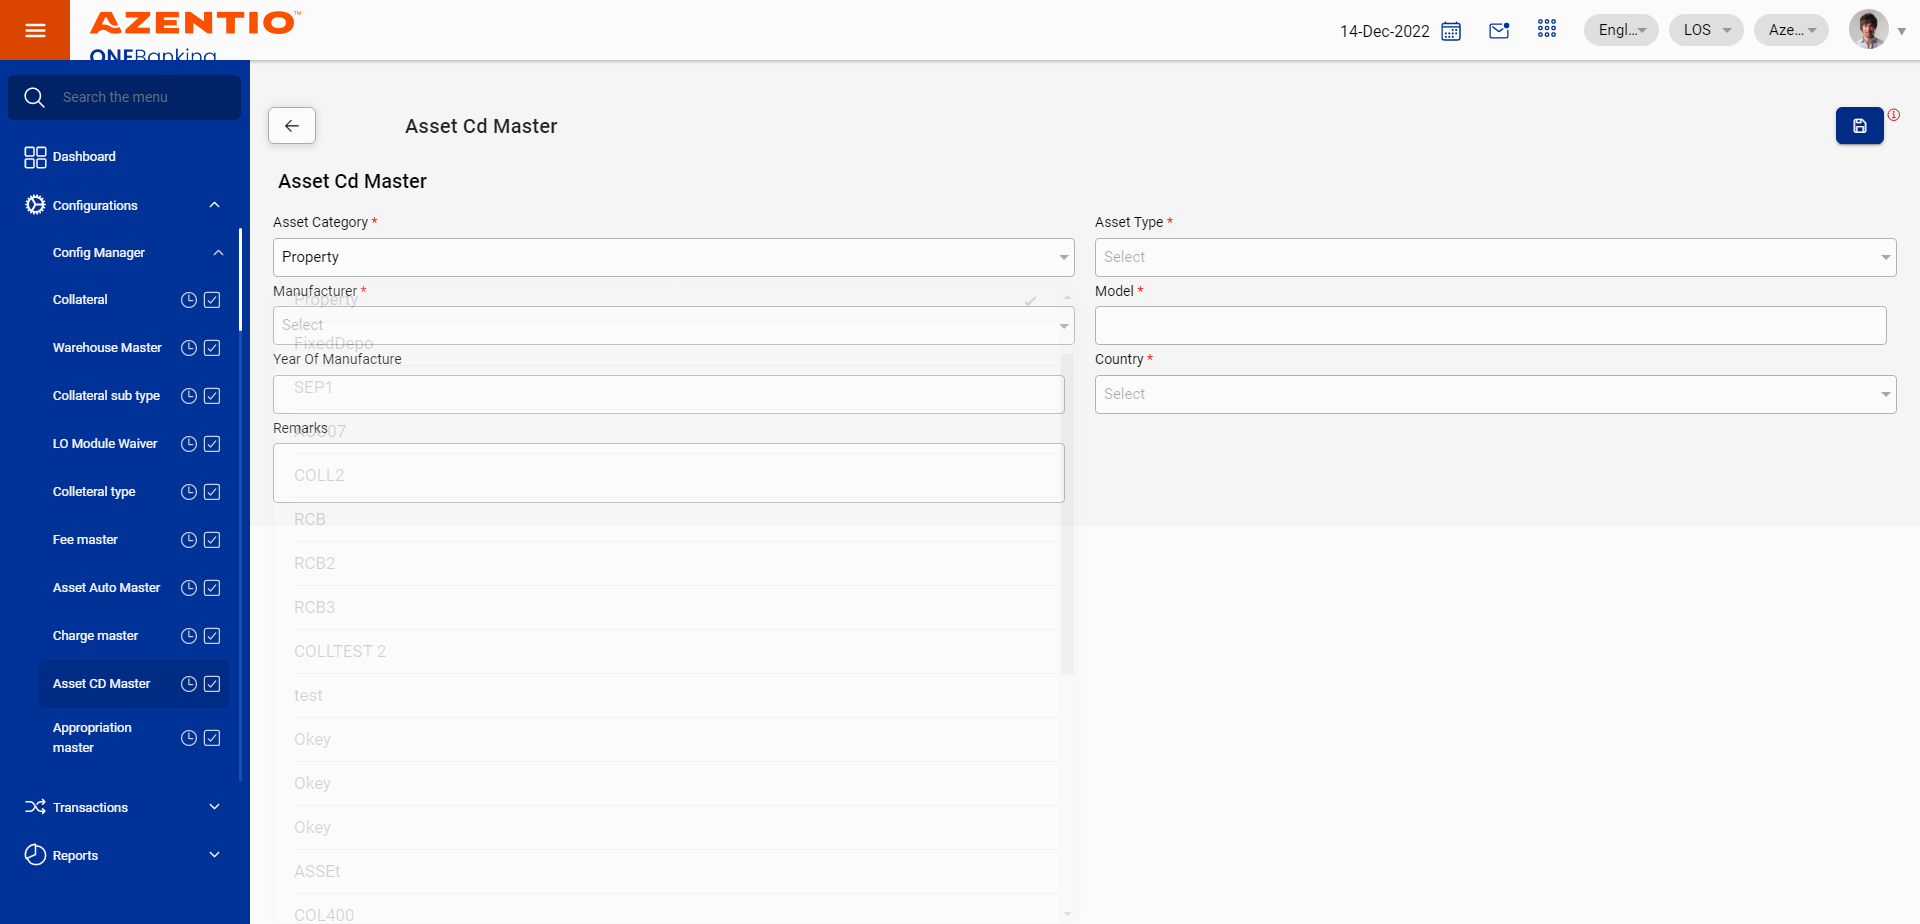 AZENTIO™
ONEBanking
14-Dec-2022
Engl...
LOS
Aze...
Search the menu
Dashboard
Configurations
Config Manager
Collateral
Warehouse Master
Collateral sub type
LO Module Waiver
Colleteral type
Fee master
Asset Auto Master
Charge master
Asset CD Master
Appropriation
master
Transactions
Reports
Asset Cd Master
Asset Cd Master
Asset Category *
Property
Asset Type *
Select
Manufacturer *
Select
Model *
Year Of Manufacture
Country *
Select
Remarks
Property
FixedDepo
SEP1
COLL2
RCB
RCB2
RCB3
COLLTEST 2
test
Okey
Okey
Okey
ASSEt
COL400